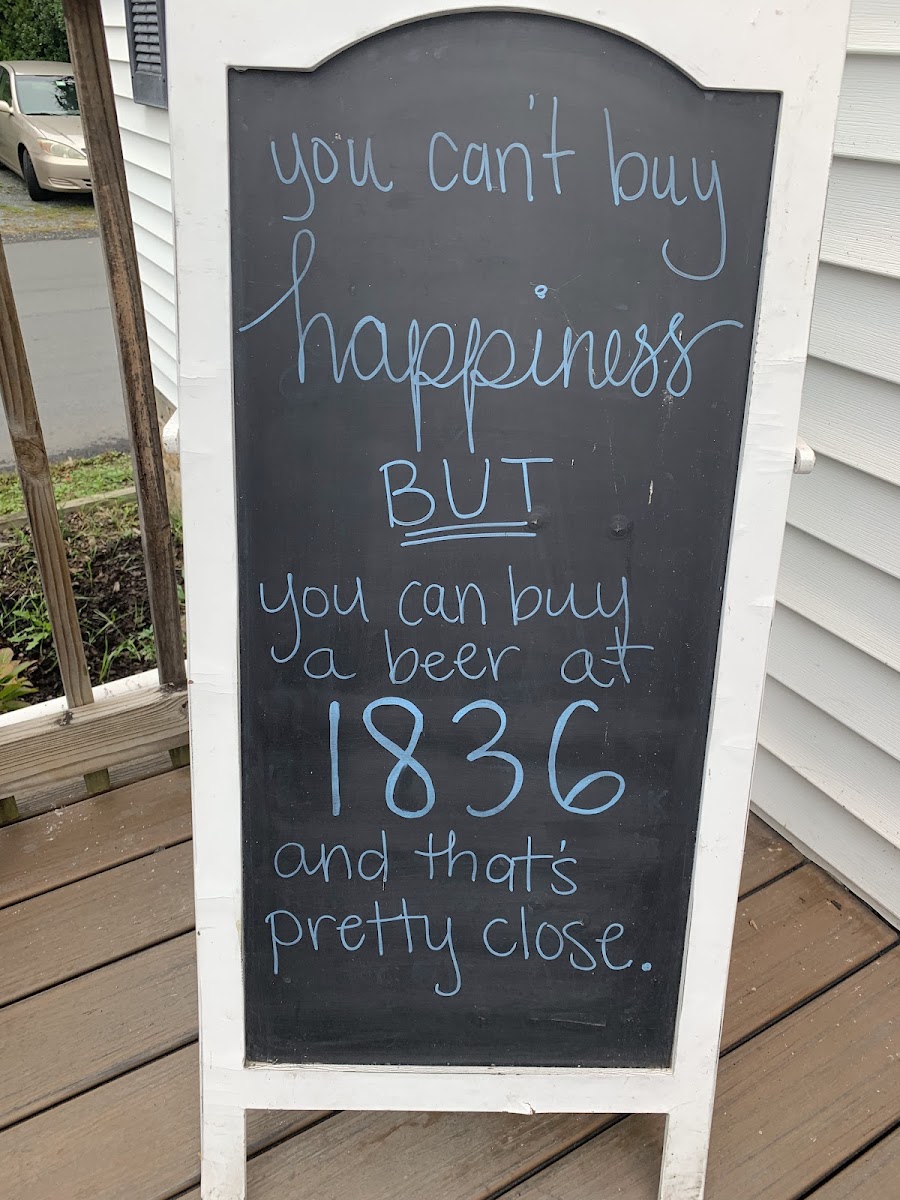 you can't buy
happiness
BUT
you can buy
a beer at
1836
and that's
pretty close.